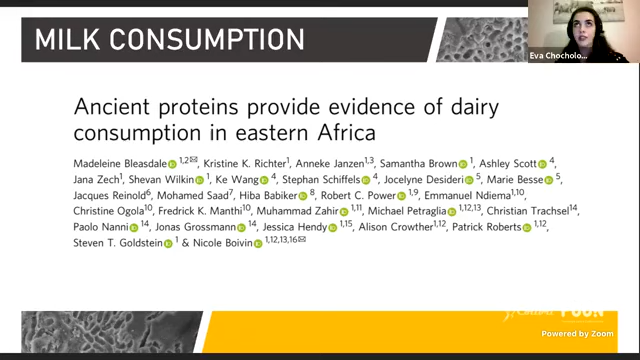 MILK CONSUMPTION
Eva Chocholo...
Ancient proteins provide evidence of dairy
consumption in eastern Africa
Madeleine Bleasdale 1,2✉, Kristine K. Richter1, Anneke Janzen1,3, Samantha Brown 1, Ashley Scott 4,
Jana Zech1, Shevan Wilkin 1, Ke Wang 4, Stephan Schiffels 4, Jocelyne Desideri 5, Marie Besse 5,
Jacques Reinold6, Mohamed Saad7, Hiba Babiker 8, Robert C. Power 1,9, Emmanuel Ndiema1,10,
Christine Ogola10, Fredrick K. Manthi10, Muhammad Zahir 1,11, Michael Petraglia 1,12,13, Christian Trachsel14,
Paolo Nanni 14, Jonas Grossmann 14, Jessica Hendy 1,15, Alison Crowther 1,12, Patrick Roberts 1,12,
Steven T. Goldstein 1 & Nicole Boivin 1,12,13,16✉
Powered by Zoom